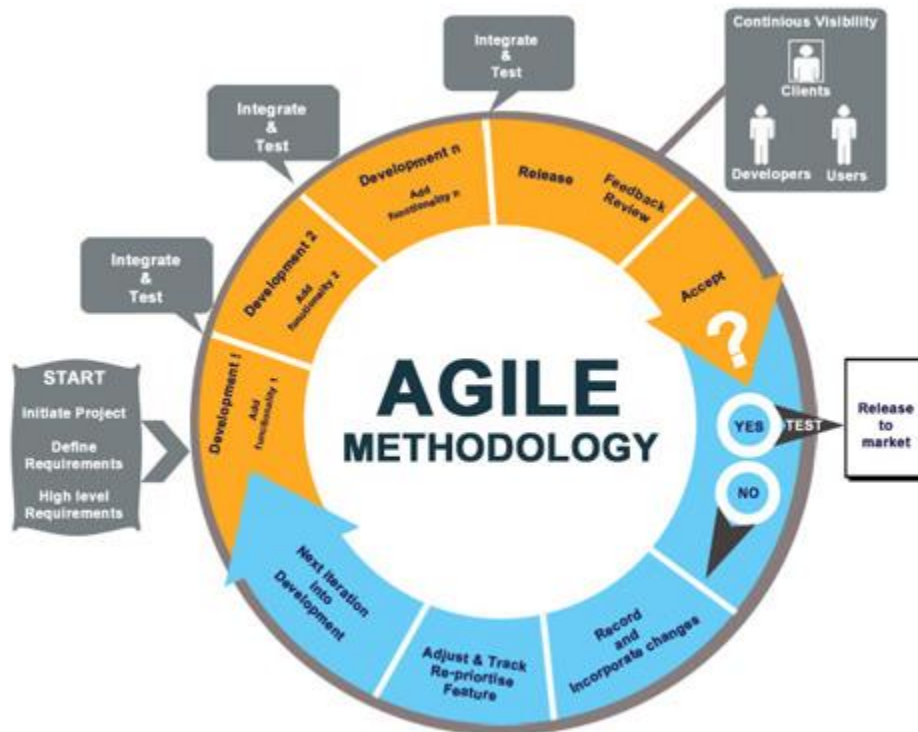 START
Initiate Project
Define
Requirements
High level
Requirements
Integrate
&
Test
Integrate
&
Test
Integrate
&
Test
Continious Visibility
Clients
Developers
Users
Development 1
Add
functionality 1
Development 2
Add
functionality 2
Development n
Add
functionality n
Release
Feedback
Review
Accept
?
YES
TEST
Release
to
market
NO
Record
and
Incorporate changes
Adjust & Track
Re-priortise
Feature
Next iteration
into
Development
AGILE
METHODOLOGY